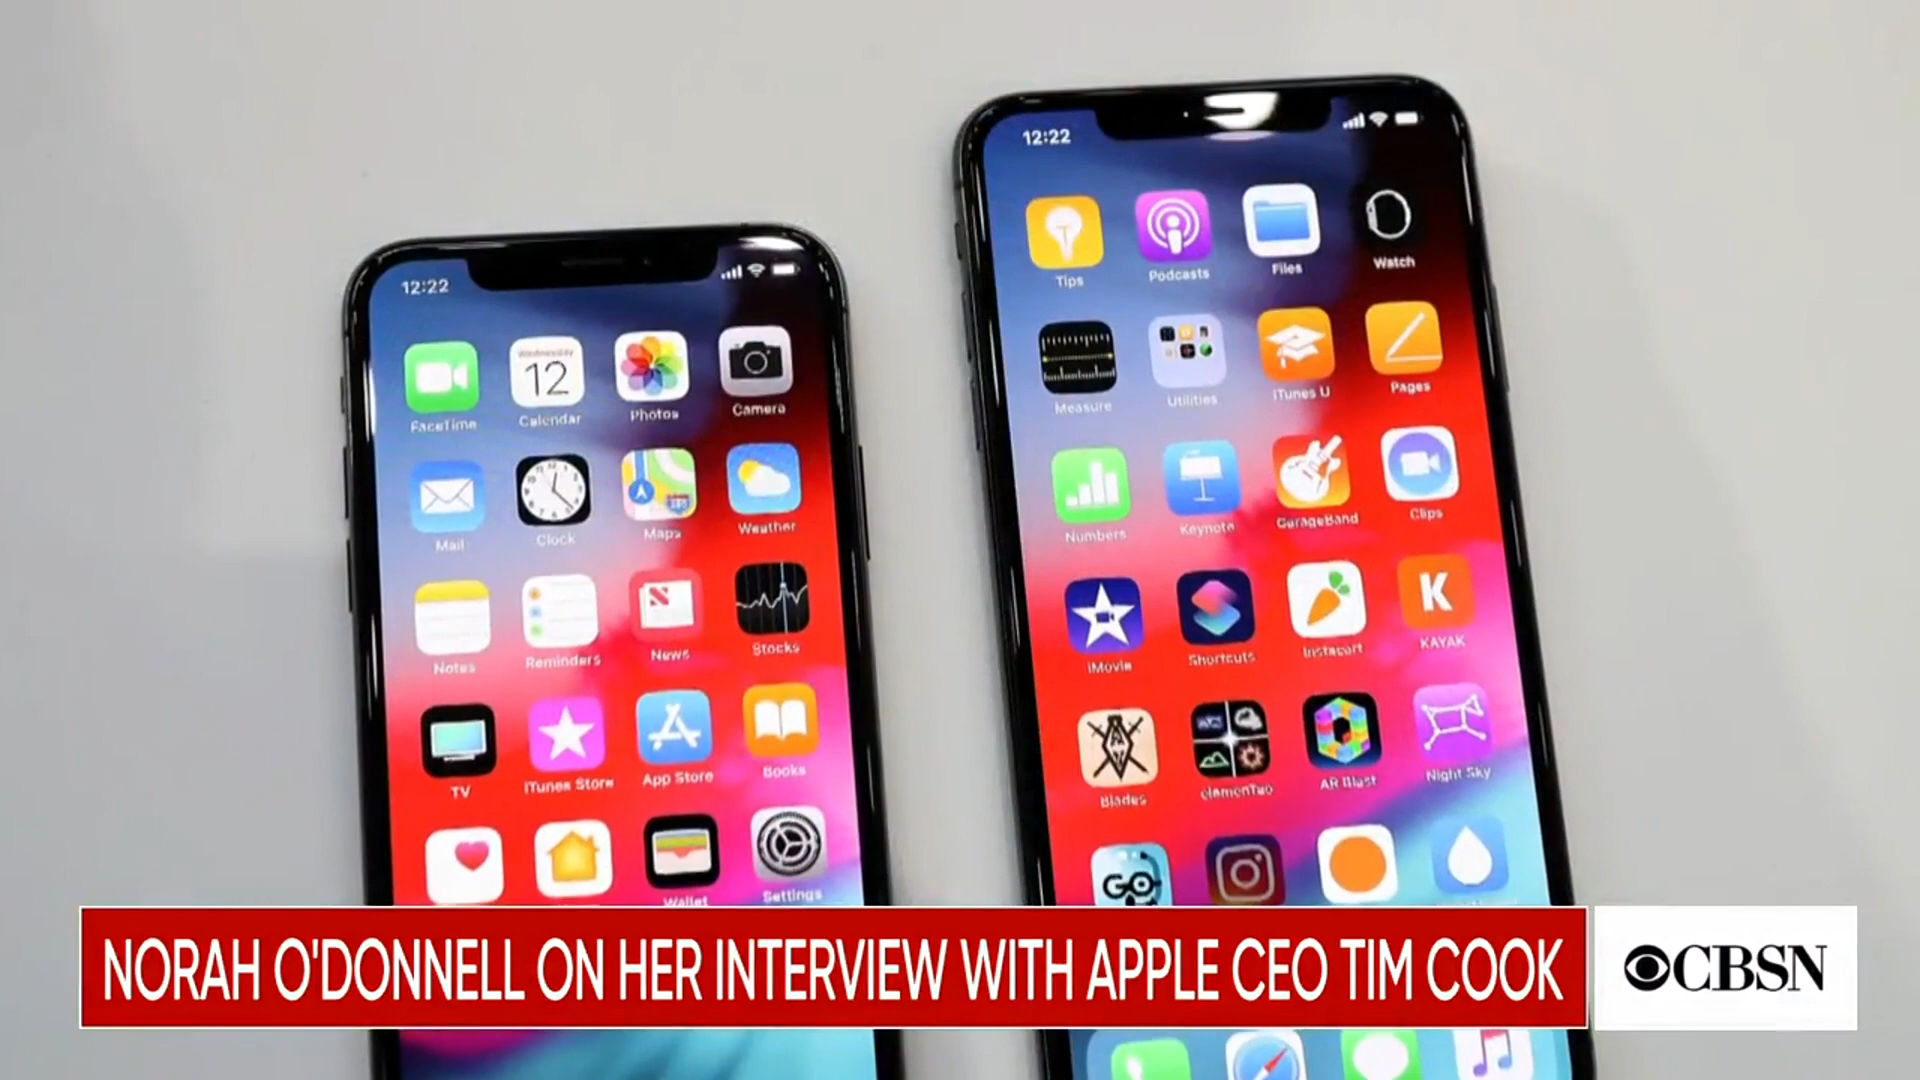 12:22
FaceTime
Wednesday
12
Calendar
Photos
Camera
Mail
Clock
Maps
Weather
Notes
Reminders
News
Stocks
TV
iTunes Store
App Store
Books
Wallet
Settings
12:22
Tips
Podcasts
Files
Watch
Measure
Utilities
iTunes U
Pages
Numbers
Keynote
GarageBand
Clips
iMovie
Shortcuts
Instacart
K
KAYAK
Blades
elemenTwo
AR Blast
Night Sky
GO
NORAH O'DONNELL ON HER INTERVIEW WITH APPLE CEO TIM COOK
CBSN